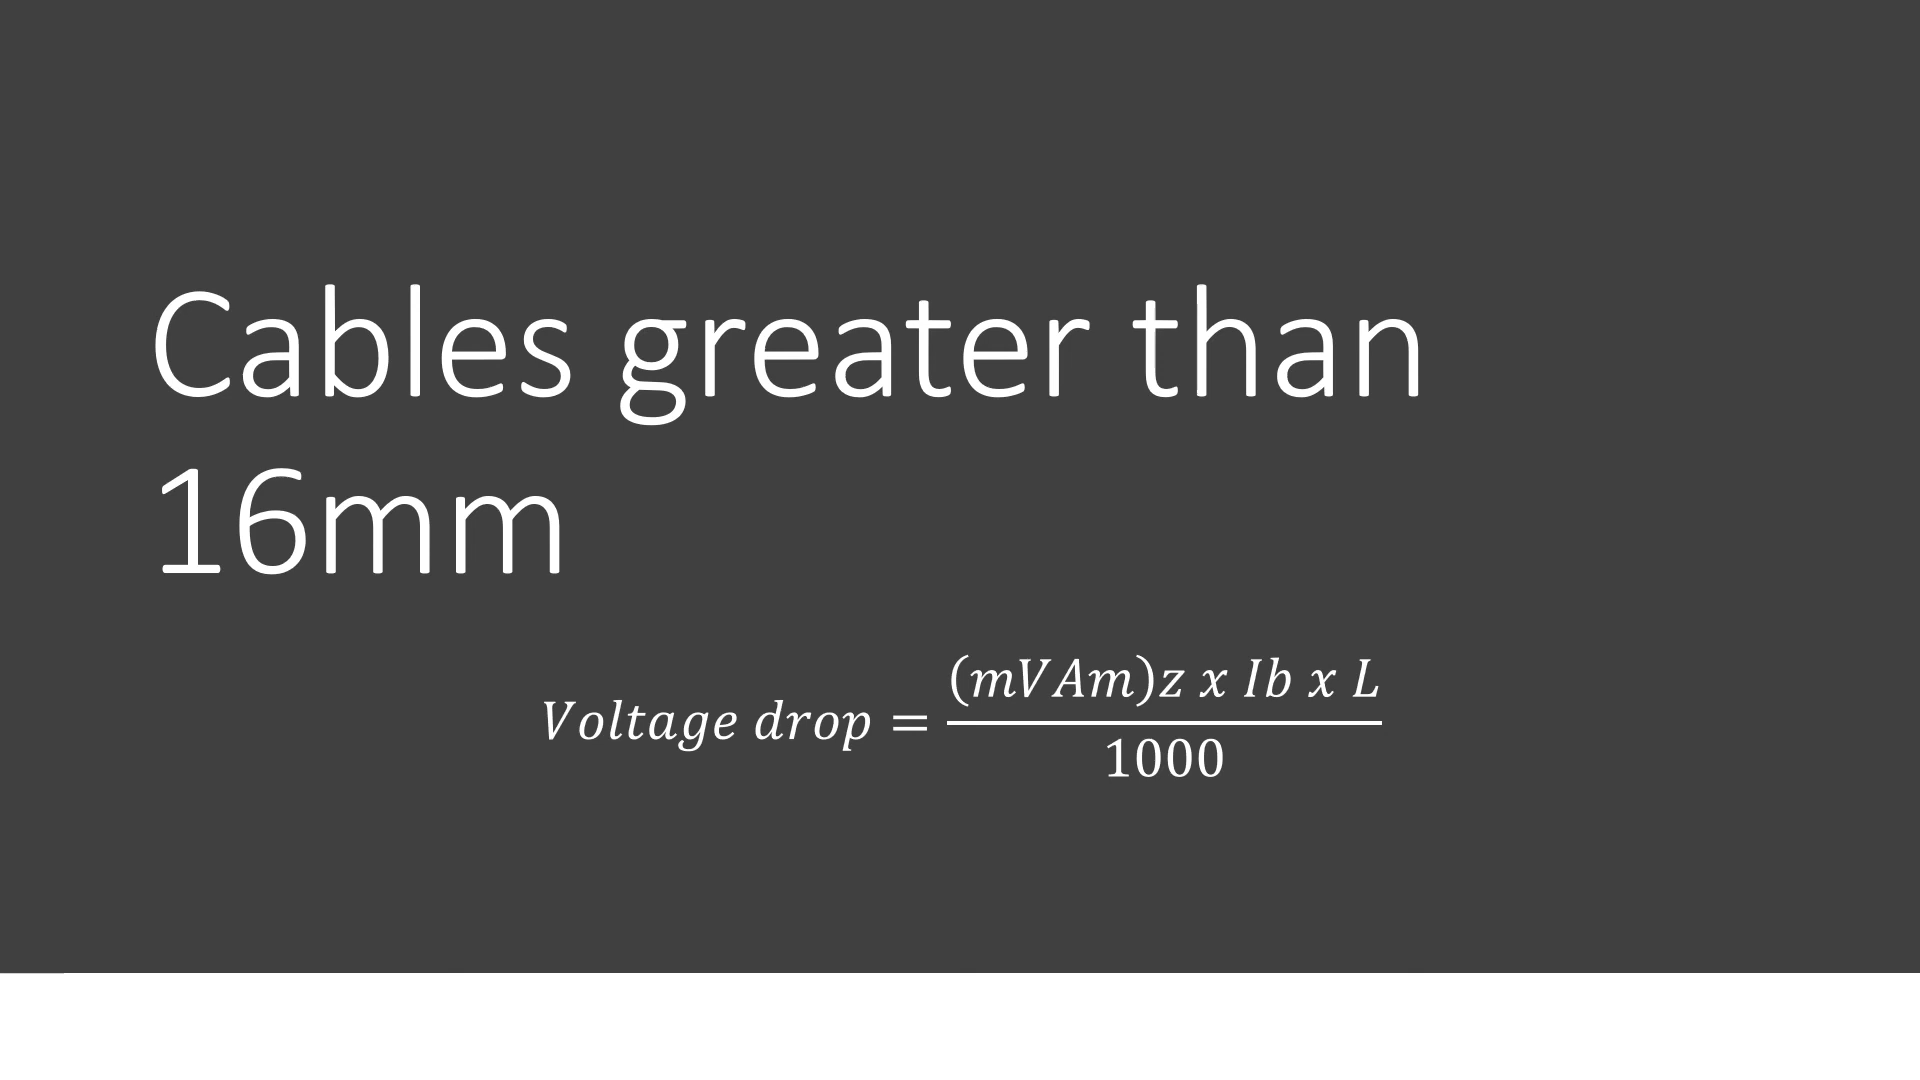 Cables greater than
16mm
Voltage drop = (mVAm)z x Ib x L / 1000